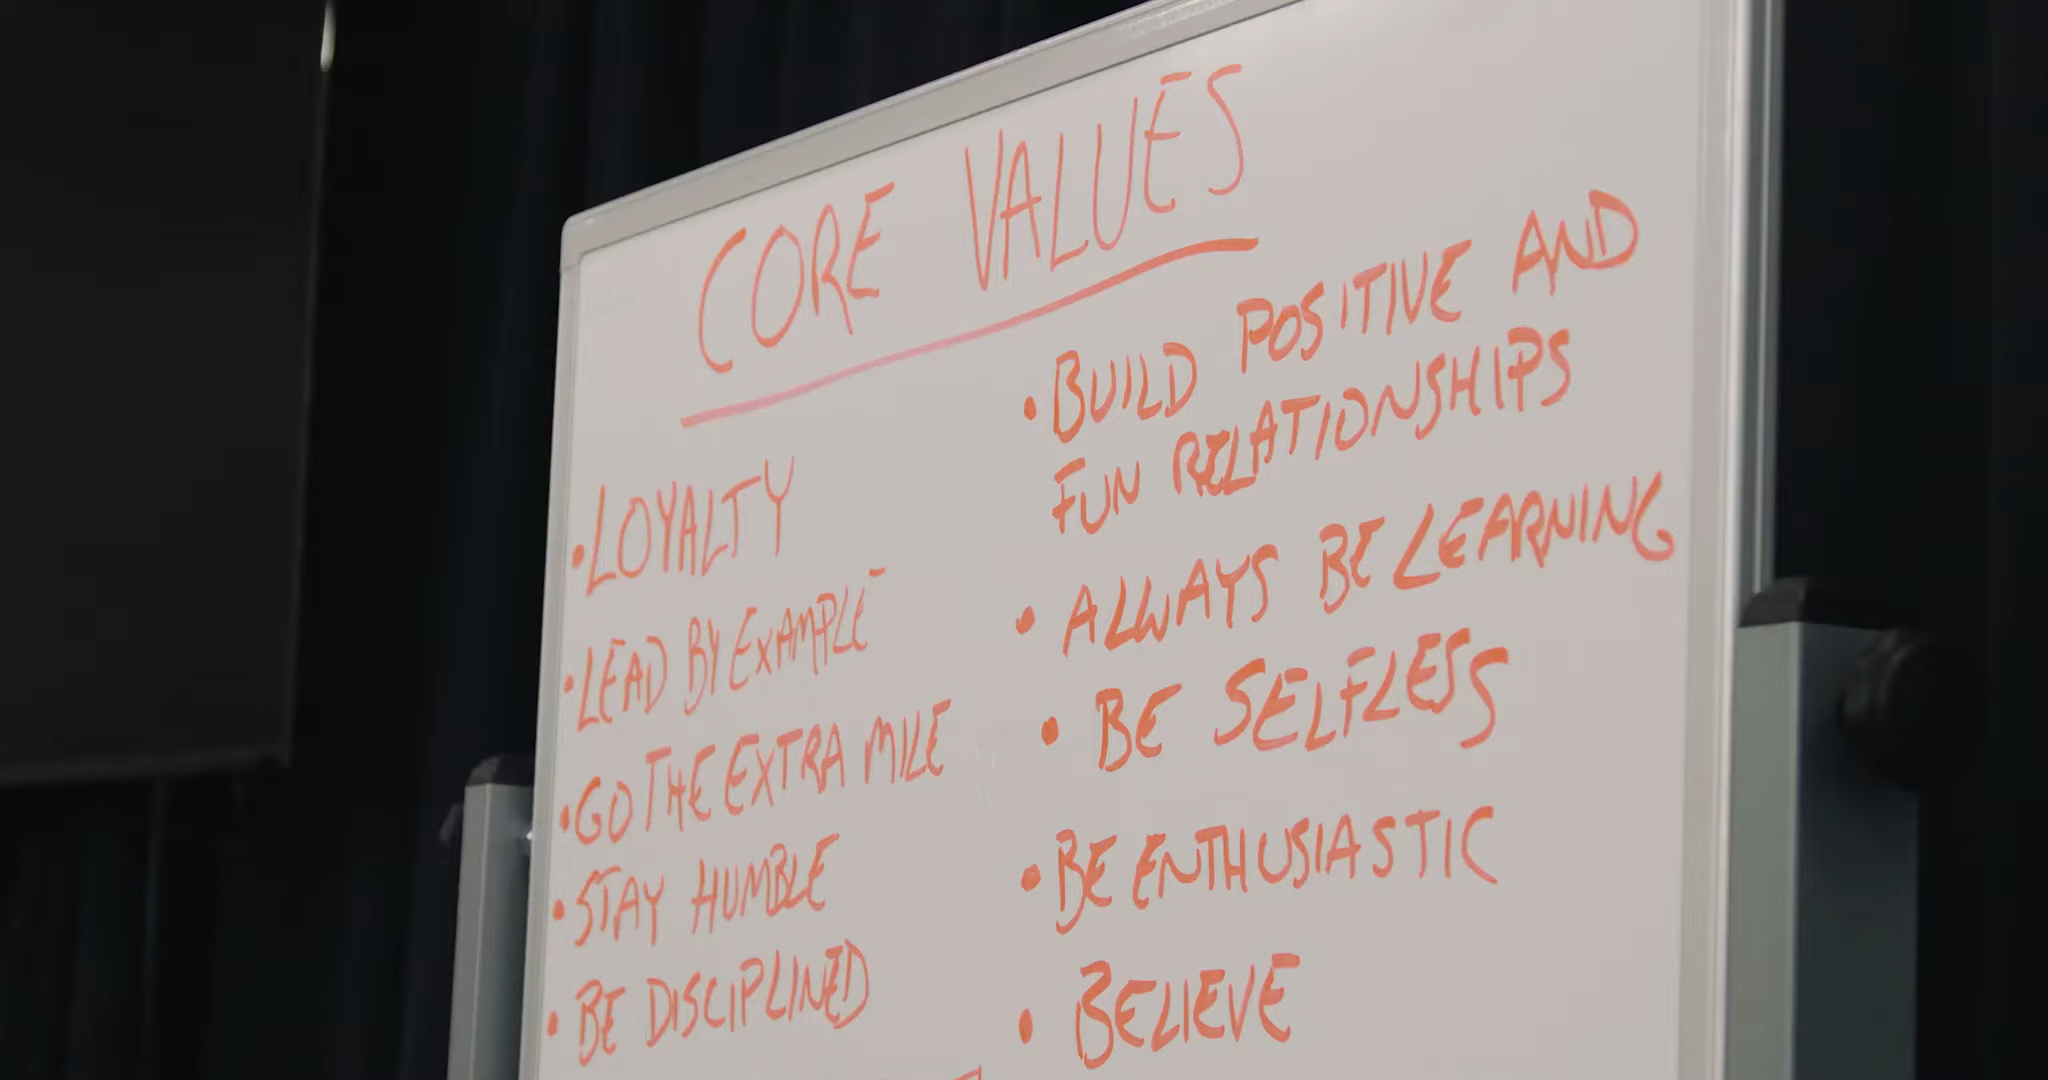 CORE VALUES
• LOYALTY
• LEAD BY EXAMPLE
• GO THE EXTRA MILE
• STAY HUMBLE
• BE DISCIPLINED
• BUILD POSITIVE AND
FUN RELATIONSHIPS
• ALWAYS BE LEARNING
• BE SELFLESS
• BE ENTHUSIASTIC
• BELIEVE